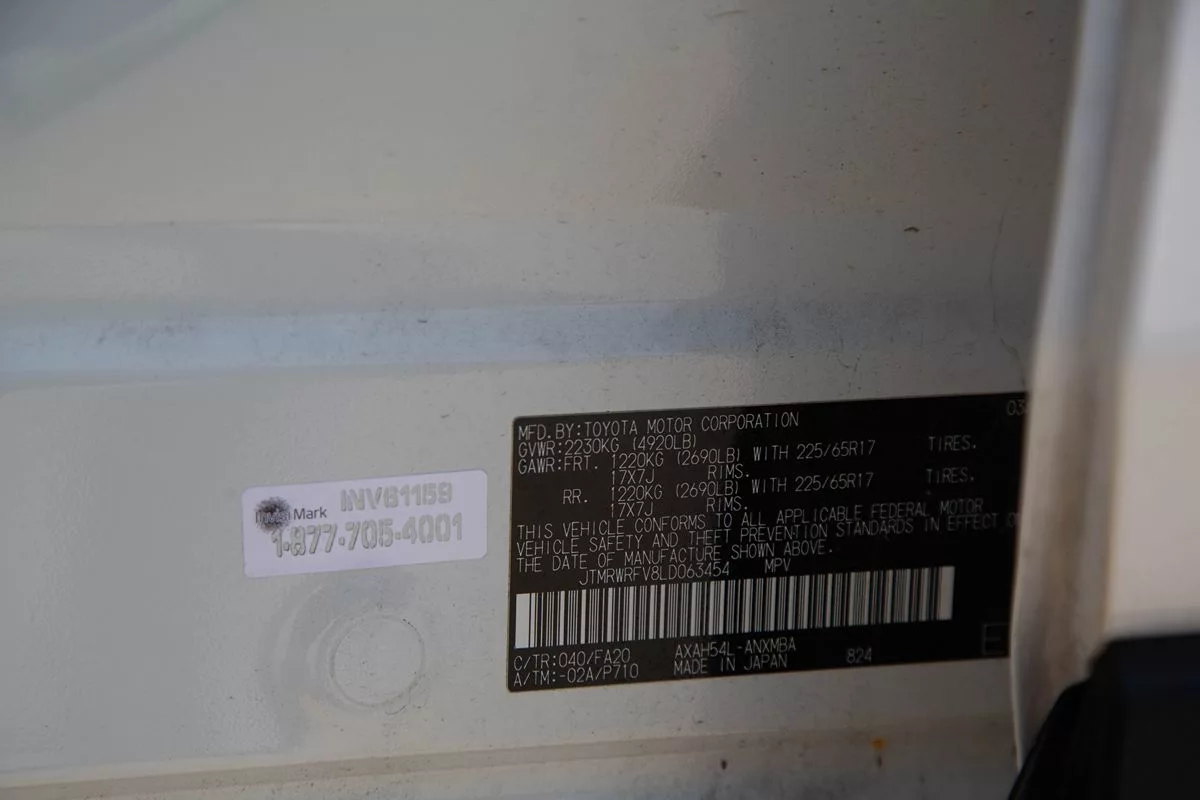 Mark INV61159
1-877-705-4001
MFD. BY: TOYOTA MOTOR CORPORATION 03
GVWR: 2230KG (4920LB)
GAWR: FRT. 1220KG (2690LB) WITH 225/65R17 TIRES.
17X7J RIMS.
RR. 1220KG (2690LB) WITH 225/65R17 TIRES.
17X7J RIMS.
THIS VEHICLE CONFORMS TO ALL APPLICABLE FEDERAL MOTOR
VEHICLE SAFETY AND THEFT PREVENTION STANDARDS IN EFFECT O
THE DATE OF MANUFACTURE SHOWN ABOVE.
JTMRWRFV8LD063454 MPV
C/TR: 040/FA20 AXAH54L-ANXMBA 824
A/TM: -02A/P710 MADE IN JAPAN
E